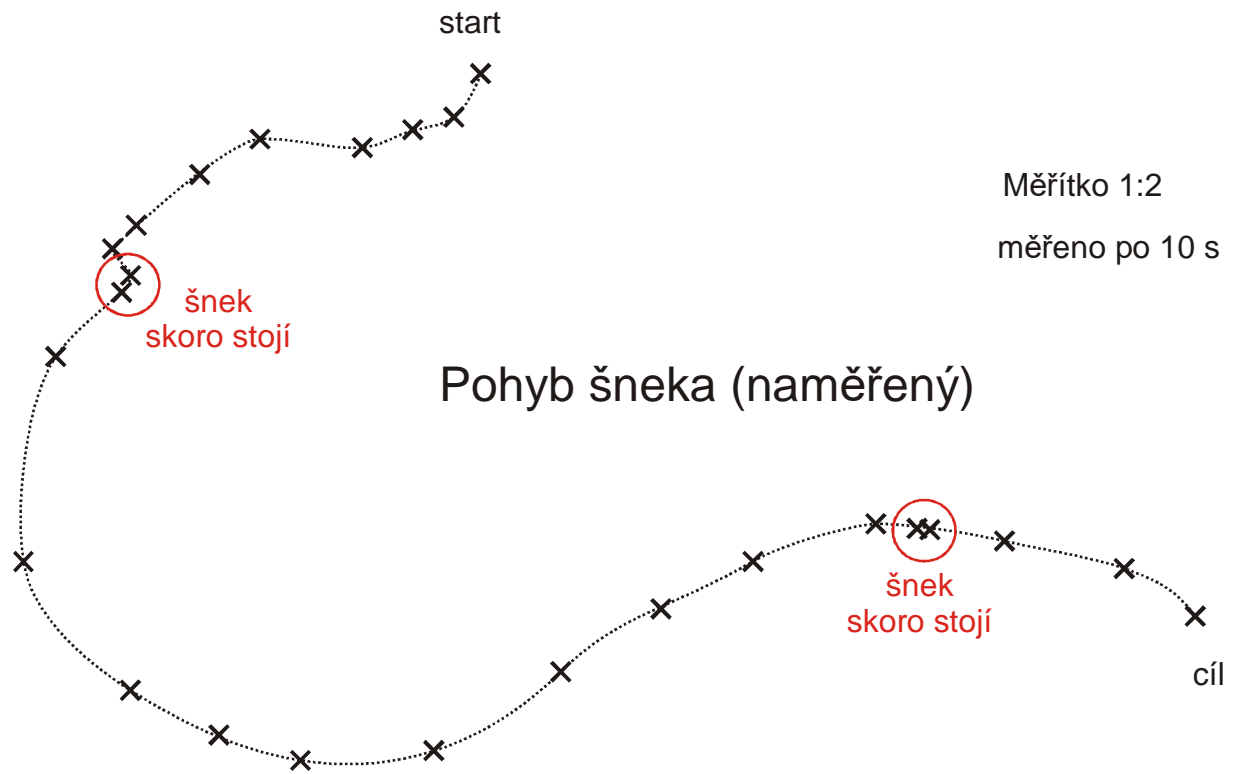 start
Měřítko 1:2
měřeno po 10 s
šnek
skoro stojí
Pohyb šneka (naměřený)
šnek
skoro stojí
cíl